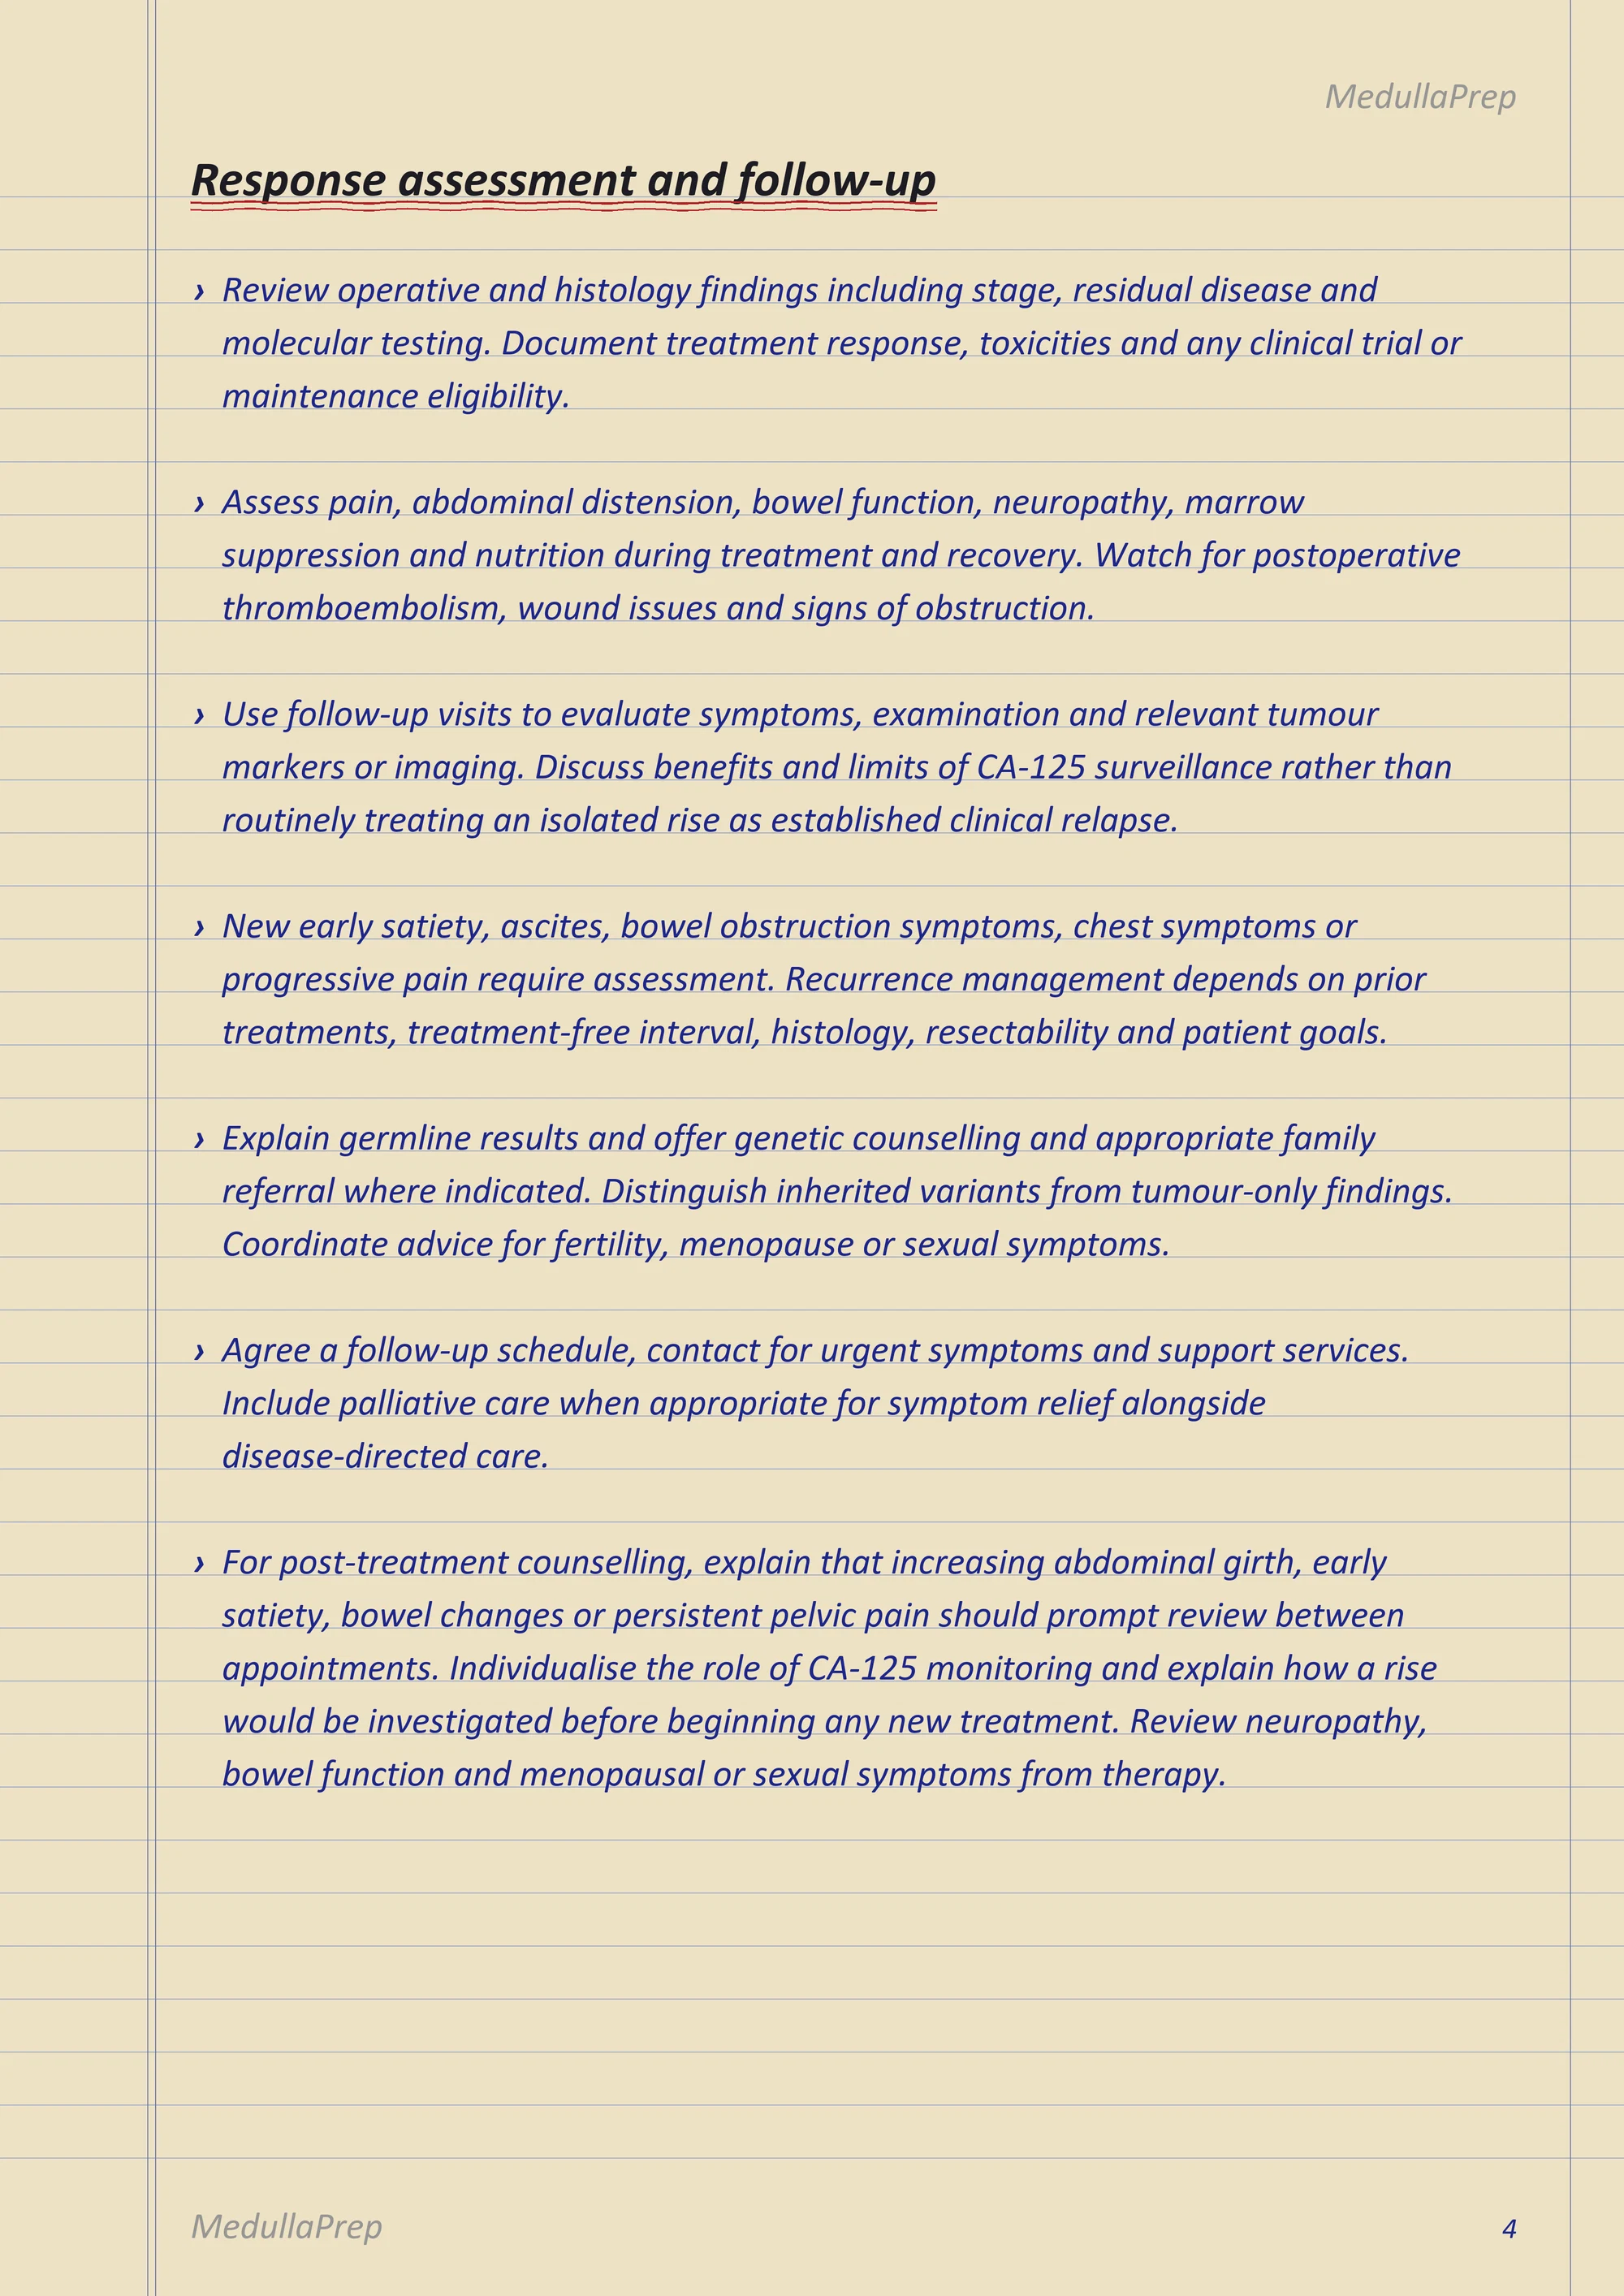 MedullaPrep
Response assessment and follow-up
› Review operative and histology findings including stage, residual disease and
molecular testing. Document treatment response, toxicities and any clinical trial or
maintenance eligibility.
› Assess pain, abdominal distension, bowel function, neuropathy, marrow
suppression and nutrition during treatment and recovery. Watch for postoperative
thromboembolism, wound issues and signs of obstruction.
› Use follow-up visits to evaluate symptoms, examination and relevant tumour
markers or imaging. Discuss benefits and limits of CA-125 surveillance rather than
routinely treating an isolated rise as established clinical relapse.
› New early satiety, ascites, bowel obstruction symptoms, chest symptoms or
progressive pain require assessment. Recurrence management depends on prior
treatments, treatment-free interval, histology, resectability and patient goals.
› Explain germline results and offer genetic counselling and appropriate family
referral where indicated. Distinguish inherited variants from tumour-only findings.
Coordinate advice for fertility, menopause or sexual symptoms.
› Agree a follow-up schedule, contact for urgent symptoms and support services.
Include palliative care when appropriate for symptom relief alongside
disease-directed care.
› For post-treatment counselling, explain that increasing abdominal girth, early
satiety, bowel changes or persistent pelvic pain should prompt review between
appointments. Individualise the role of CA-125 monitoring and explain how a rise
would be investigated before beginning any new treatment. Review neuropathy,
bowel function and menopausal or sexual symptoms from therapy.
MedullaPrep
4